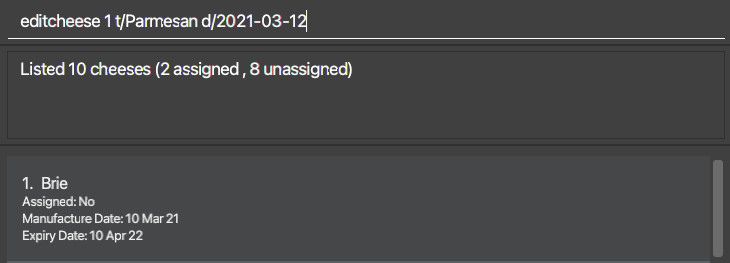 editcheese 1 t/Parmesan d/2021-03-12
Listed 10 cheeses (2 assigned , 8 unassigned)
1. Brie
Assigned: No
Manufacture Date: 10 Mar 21
Expiry Date: 10 Apr 22